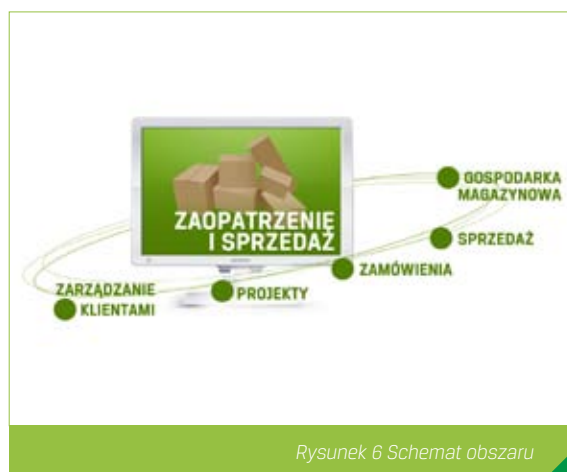 ZAOPATRZENIE
I SPRZEDAŻ
GOSPODARKA
MAGAZYNOWA
SPRZEDAŻ
ZAMÓWIENIA
PROJEKTY
ZARZĄDZANIE
KLIENTAMI
Rysunek 6 Schemat obszaru